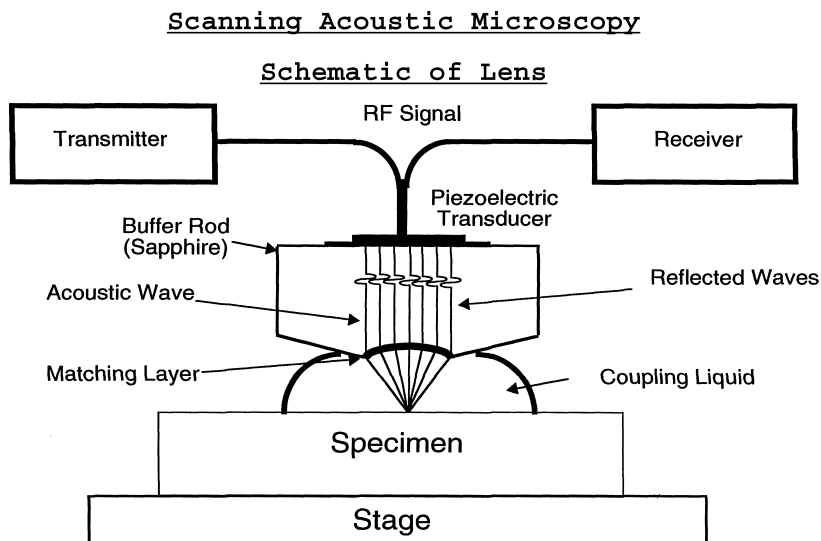 Scanning Acoustic Microscopy
Schematic of Lens
RF Signal
Transmitter
Receiver
Piezoelectric
Transducer
Buffer Rod
(Sapphire)
Acoustic Wave
Reflected Waves
Matching Layer
Coupling Liquid
Specimen
Stage